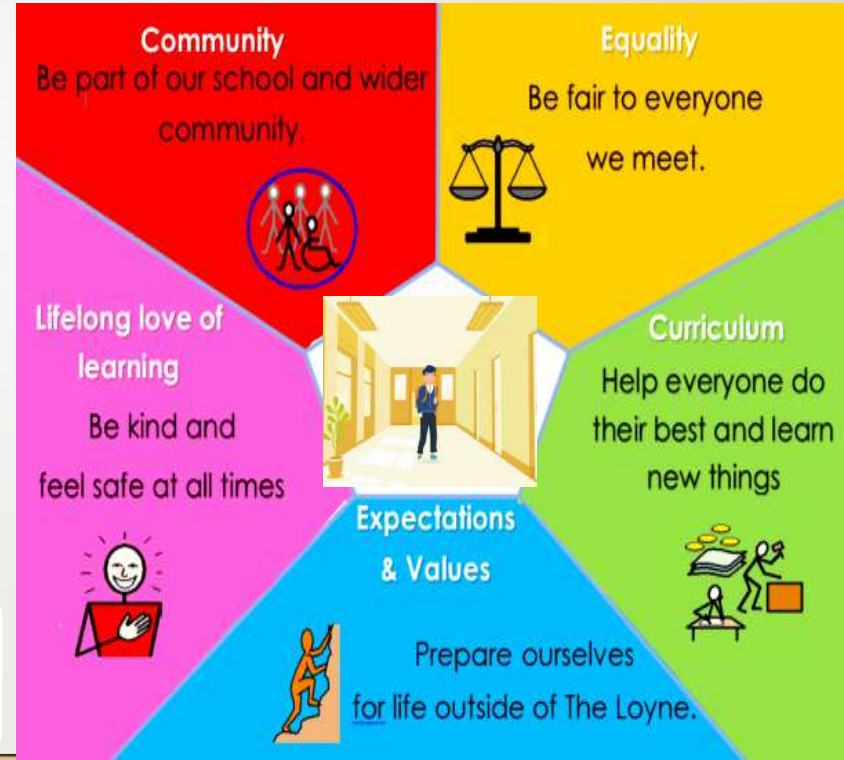 Community
Be part of our school and wider
community.
Equality
Be fair to everyone
we meet.
Lifelong love of
learning
Be kind and
feel safe at all times
Curriculum
Help everyone do
their best and learn
new things
Expectations
& Values
Prepare ourselves
for life outside of The Loyne.